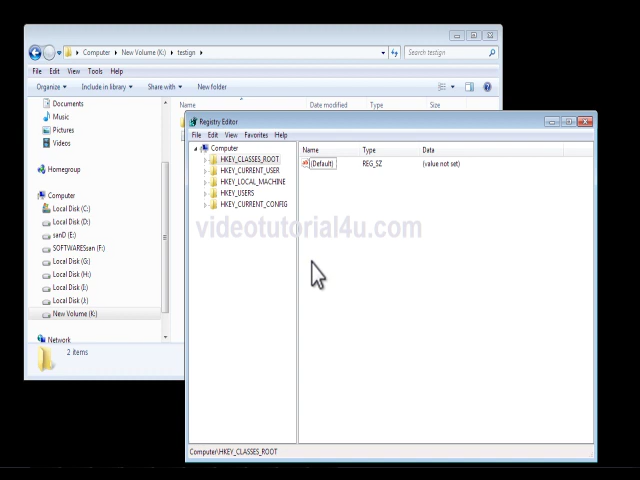 Computer ▸ New Volume (K:) ▸ testign ▸
Search testign
File Edit View Tools Help
Organize Include in library Share with New folder
Name Date modified Type Size
Documents
Music
Pictures
Videos
Homegroup
Computer
Local Disk (C:)
Local Disk (D:)
sanD (E:)
SOFTWARESsan (F:)
Local Disk (G:)
Local Disk (H:)
Local Disk (I:)
Local Disk (J:)
New Volume (K:)
Network
2 items
Registry Editor
File Edit View Favorites Help
Computer
HKEY_CLASSES_ROOT
HKEY_CURRENT_USER
HKEY_LOCAL_MACHINE
HKEY_USERS
HKEY_CURRENT_CONFIG
Name Type Data
(Default) REG_SZ (value not set)
videotutorial4u.com
Computer\HKEY_CLASSES_ROOT